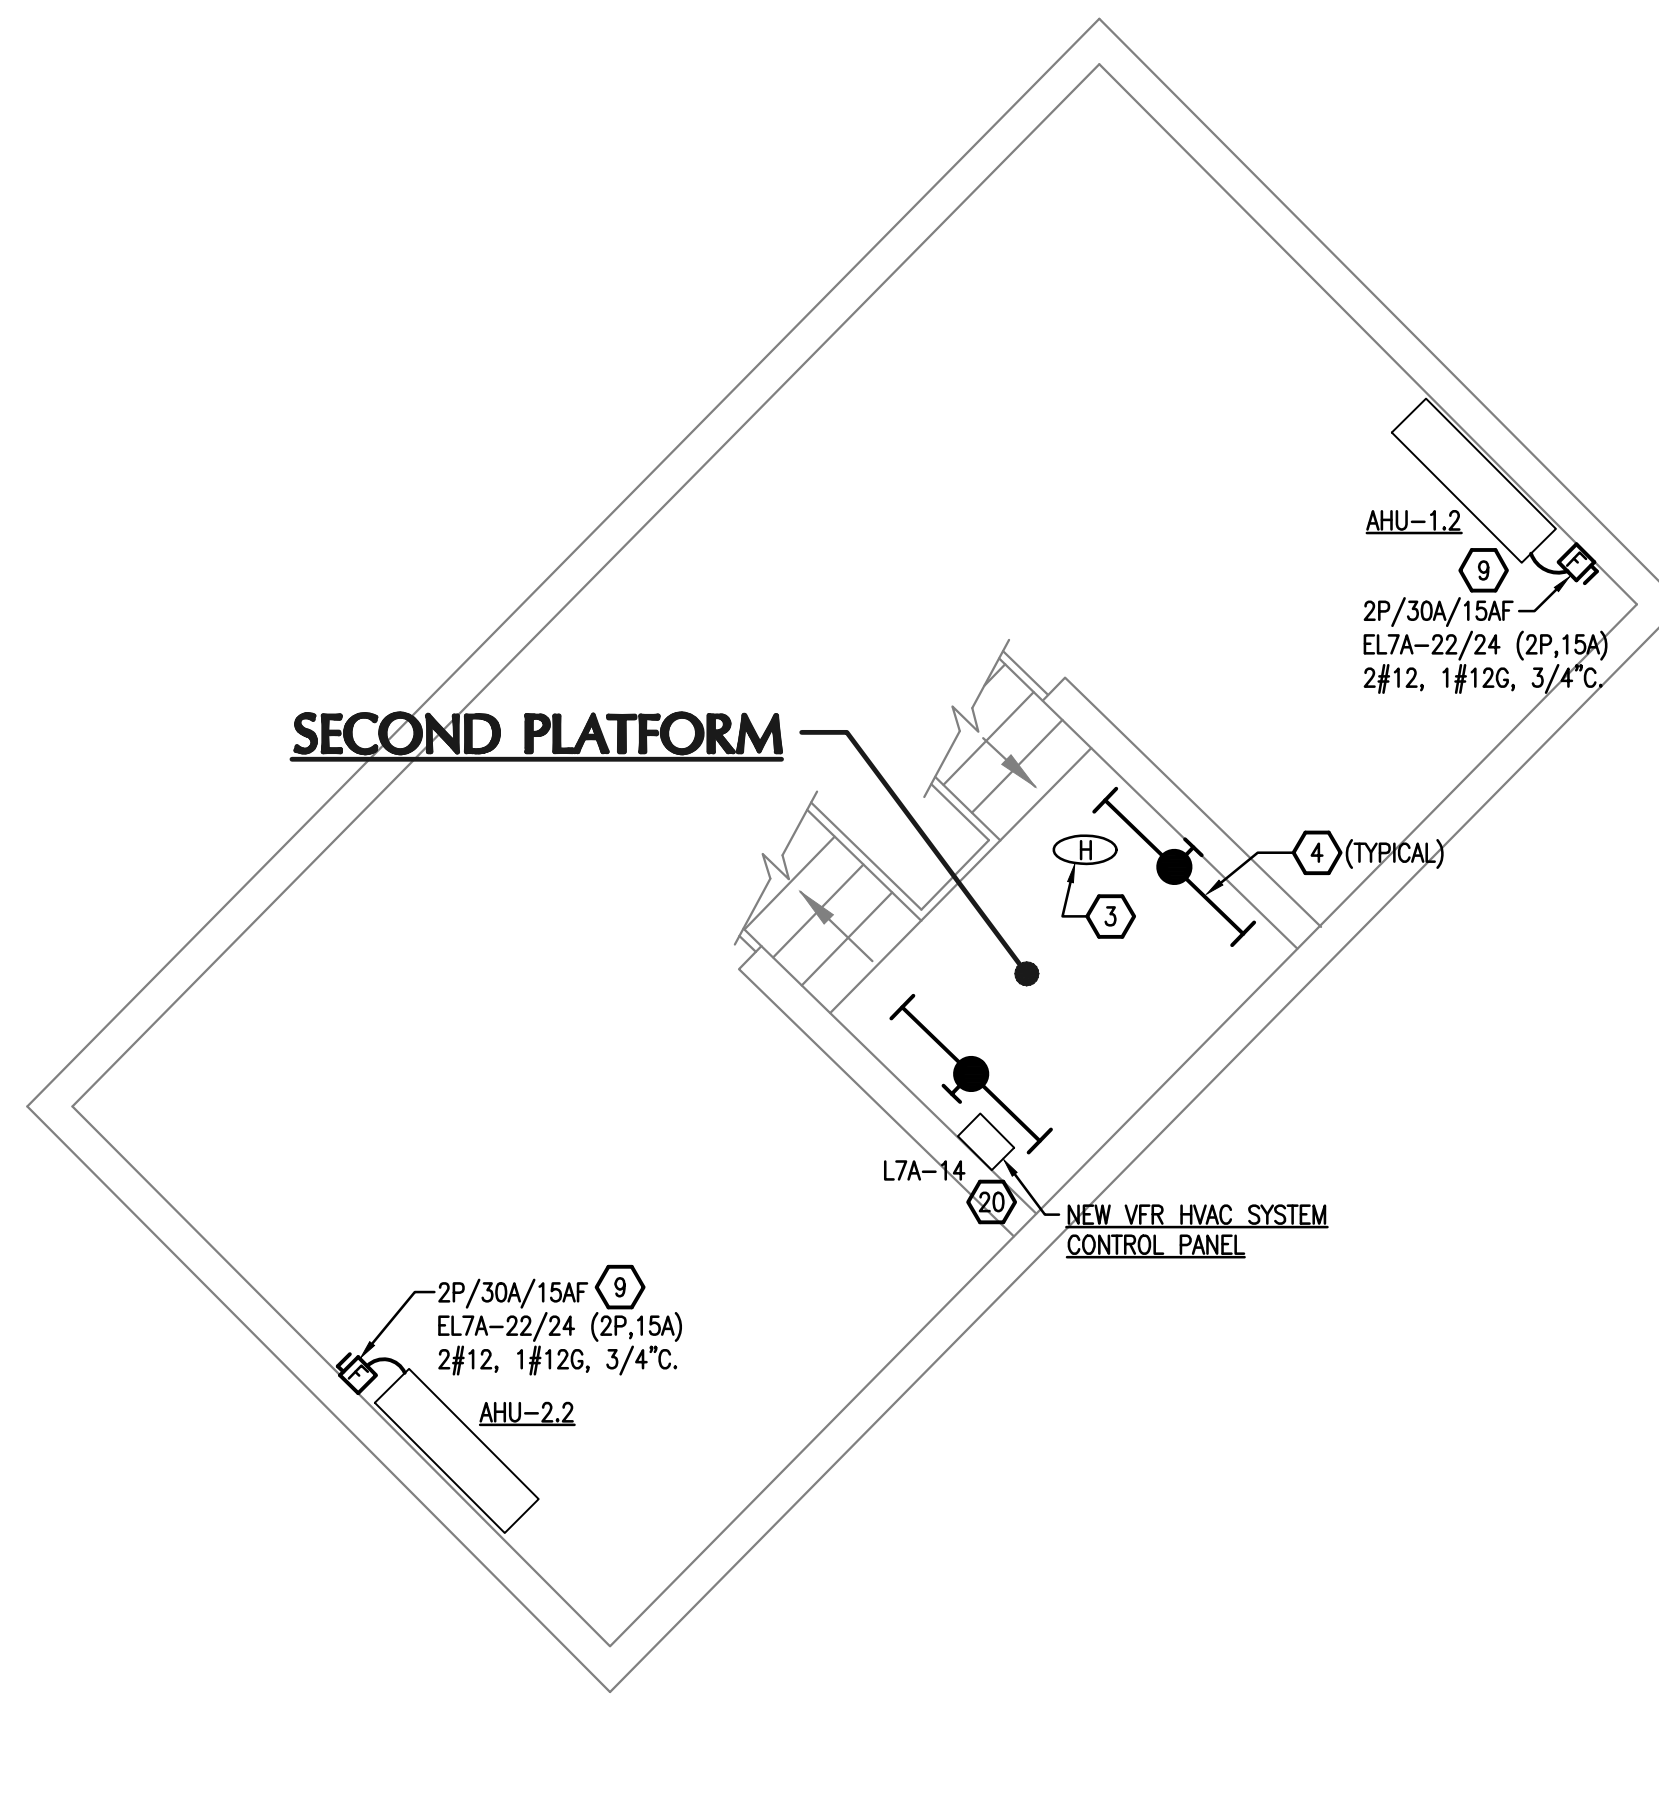 AHU-1.2
9
2P/30A/15AF
EL7A-22/24 (2P,15A)
2#12, 1#12G, 3/4"C.
F
SECOND PLATFORM
H
3
4 (TYPICAL)
L7A-14
20
NEW VFR HVAC SYSTEM
CONTROL PANEL
2P/30A/15AF 9
EL7A-22/24 (2P,15A)
2#12, 1#12G, 3/4"C.
F
AHU-2.2